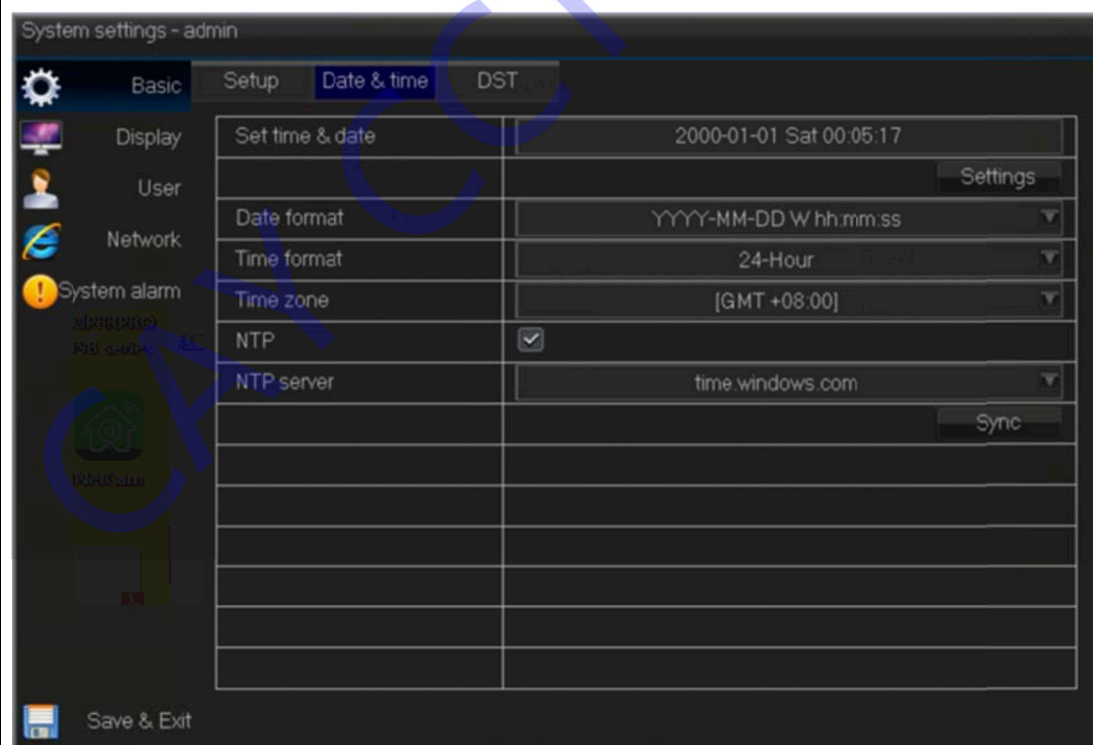 System settings - admin
Basic
Setup
Date & time
DST
Display
Set time & date
2000-01-01 Sat 00:05:17
User
Settings
Date format
YYYY-MM-DD W hh:mm:ss
Network
Time format
24-Hour
System alarm
Time zone
[GMT +08:00]
NTP
NTP server
time.windows.com
Sync
Save & Exit